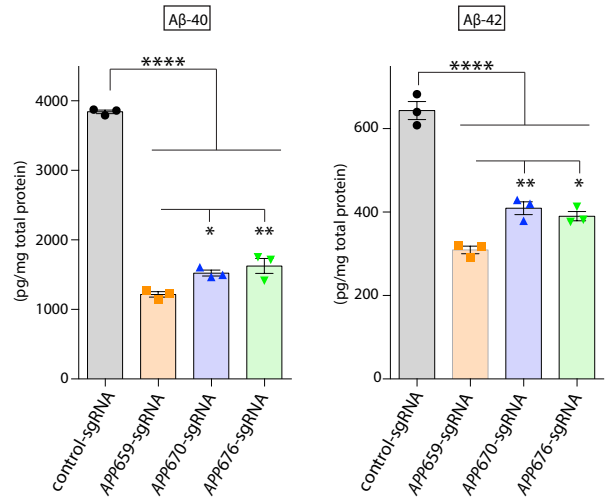 Aβ-40
****
4000
3000
2000
1000
0
(pg/mg total protein)
*
**
control-sgRNA
APP659-sgRNA
APP670-sgRNA
APP676-sgRNA
Aβ-42
****
600
400
200
0
(pg/mg total protein)
**
*
control-sgRNA
APP659-sgRNA
APP670-sgRNA
APP676-sgRNA